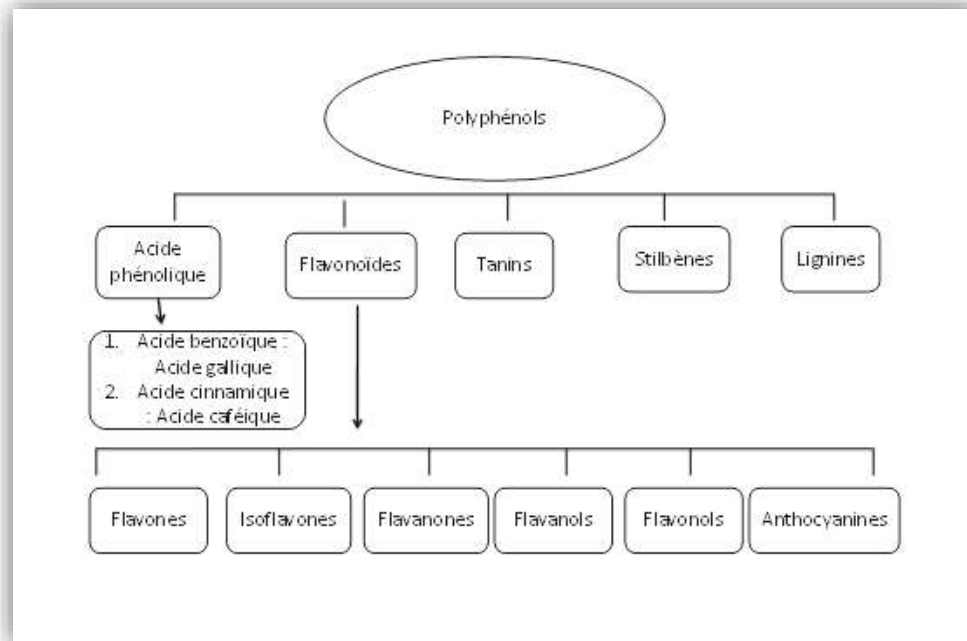 Polyphénols
Acide
phénolique
Flavonoïdes
Tanins
Stilbènes
Lignines
1. Acide benzoïque :
Acide gallique
2. Acide cinnamique
: Acide caféique
Flavones
Isoflavones
Flavanones
Flavanols
Flavonols
Anthocyanines